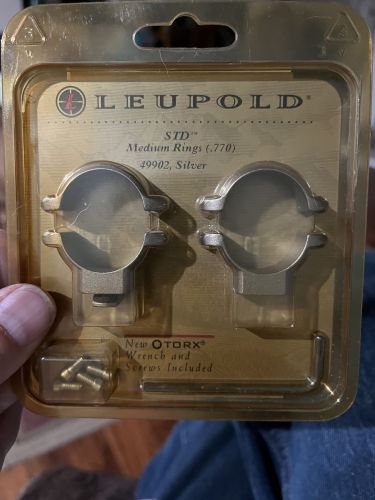 LEUPOLD®
STD™
Medium Rings (.770)
49902, Silver
New TORX®
Wrench and
Screws Included